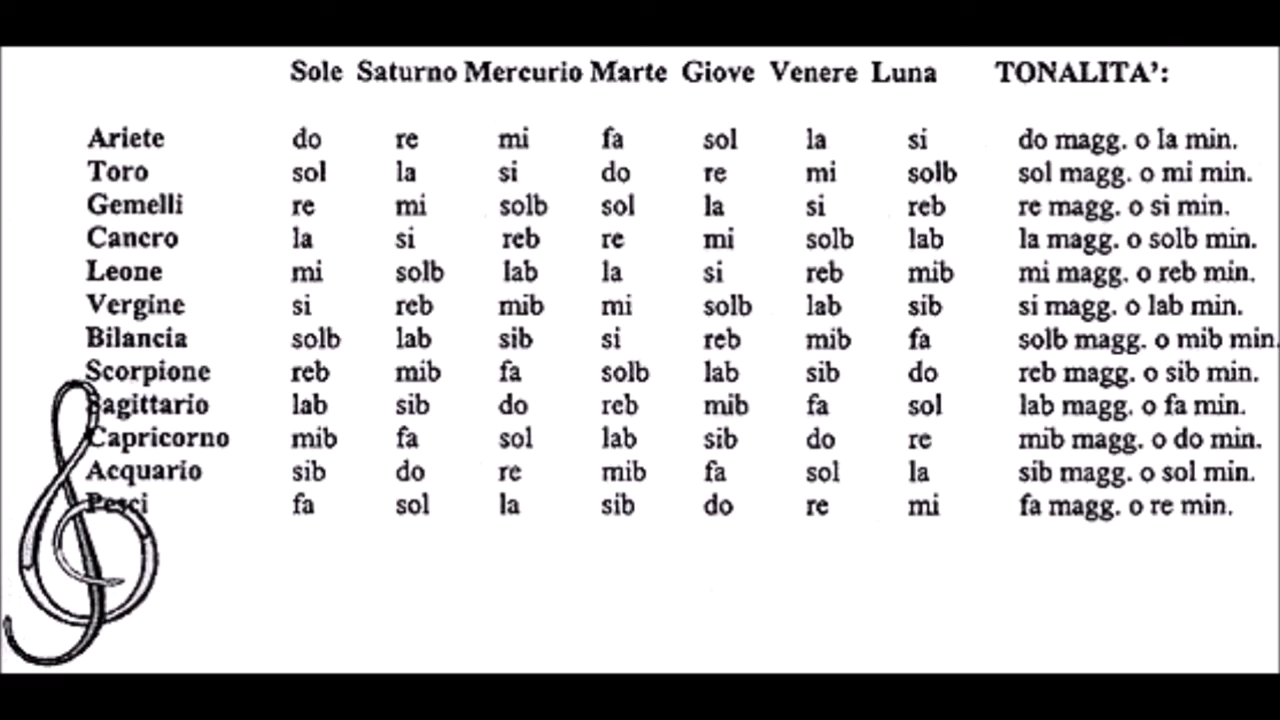 Sole Saturno Mercurio Marte Giove Venere Luna TONALITA':
Ariete do re mi fa sol la si do magg. o la min.
Toro sol la si do re mi solb sol magg. o mi min.
Gemelli re mi solb sol la si reb re magg. o si min.
Cancro la si reb re mi solb lab la magg. o solb min.
Leone mi solb lab la si reb mib mi magg. o reb min.
Vergine si reb mib mi solb lab sib si magg. o lab min.
Bilancia solb lab sib si reb mib fa solb magg. o mib min.
Scorpione reb mib fa solb lab sib do reb magg. o sib min.
Sagittario lab sib do reb mib fa sol lab magg. o fa min.
Capricorno mib fa sol lab sib do re mib magg. o do min.
Acquario sib do re mib fa sol la sib magg. o sol min.
Pesci fa sol la sib do re mi fa magg. o re min.